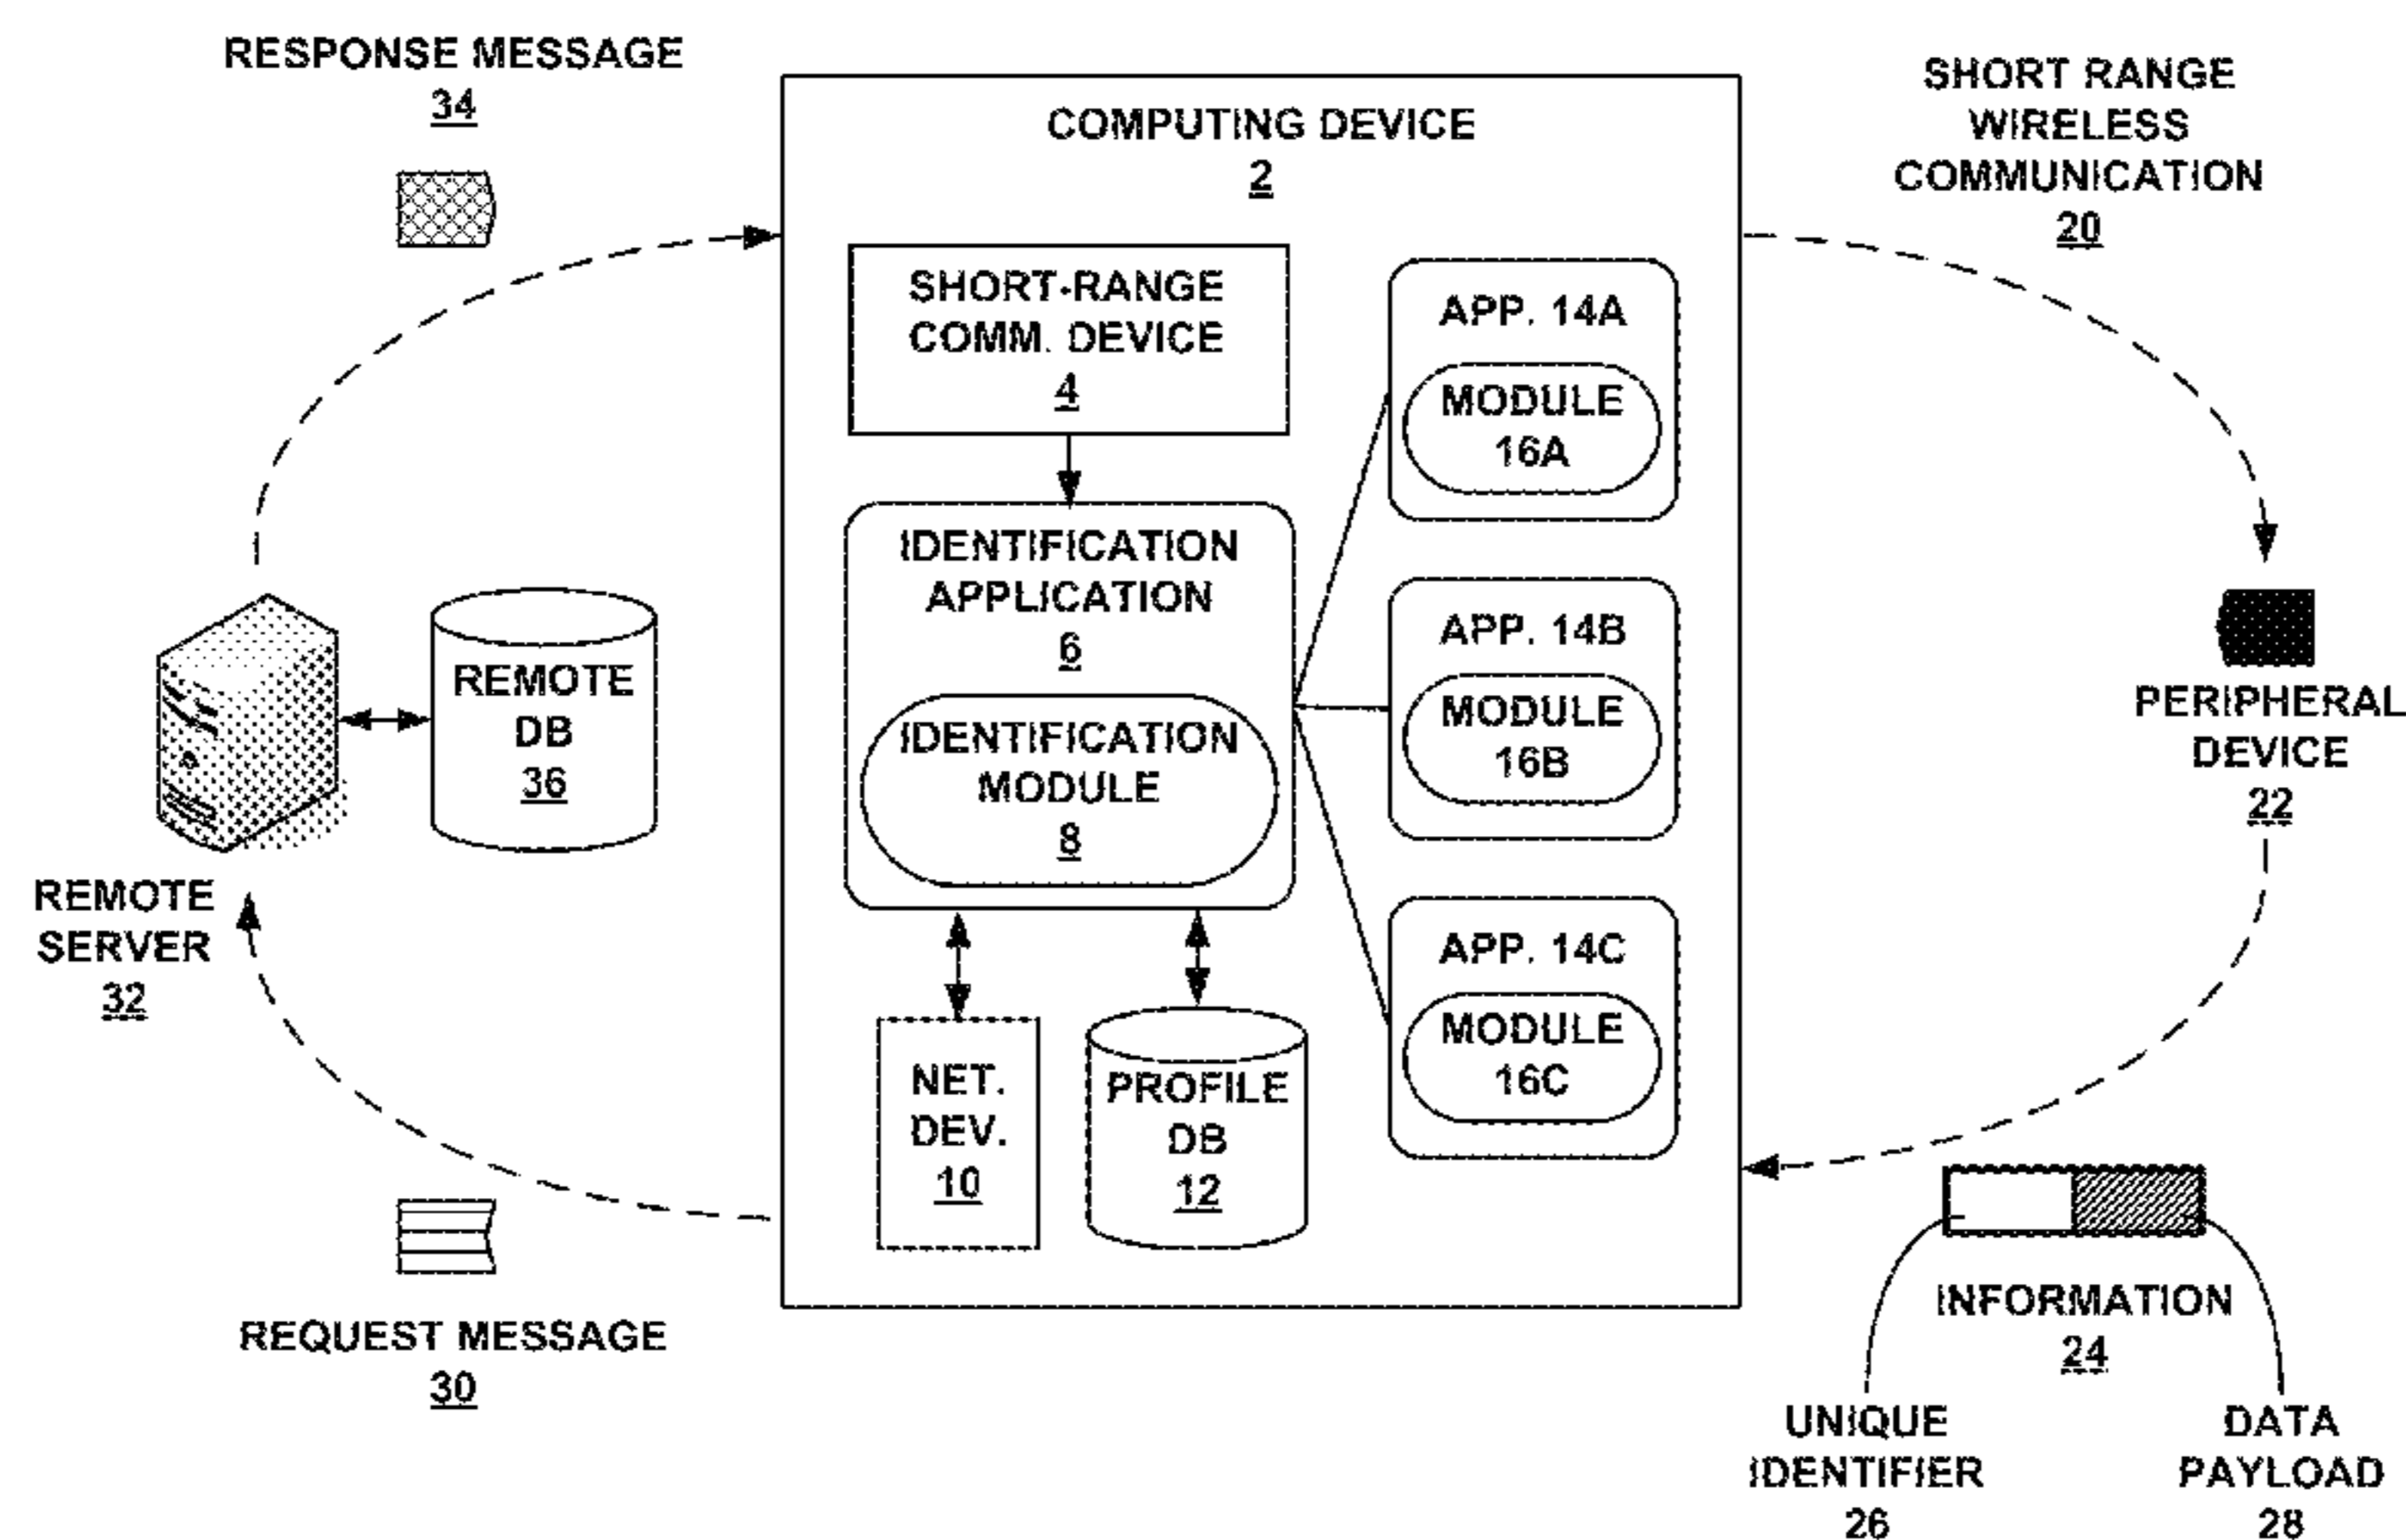 RESPONSE MESSAGE
34
COMPUTING DEVICE
2
SHORT RANGE
WIRELESS
COMMUNICATION
20
SHORT-RANGE
COMM. DEVICE
4
APP. 14A
MODULE
16A
IDENTIFICATION
APPLICATION
6
IDENTIFICATION
MODULE
8
APP. 14B
MODULE
16B
APP. 14C
MODULE
16C
NET.
DEV.
10
PROFILE
DB
12
REMOTE
DB
36
REMOTE
SERVER
32
REQUEST MESSAGE
30
PERIPHERAL
DEVICE
22
INFORMATION
24
UNIQUE
IDENTIFIER
26
DATA
PAYLOAD
28